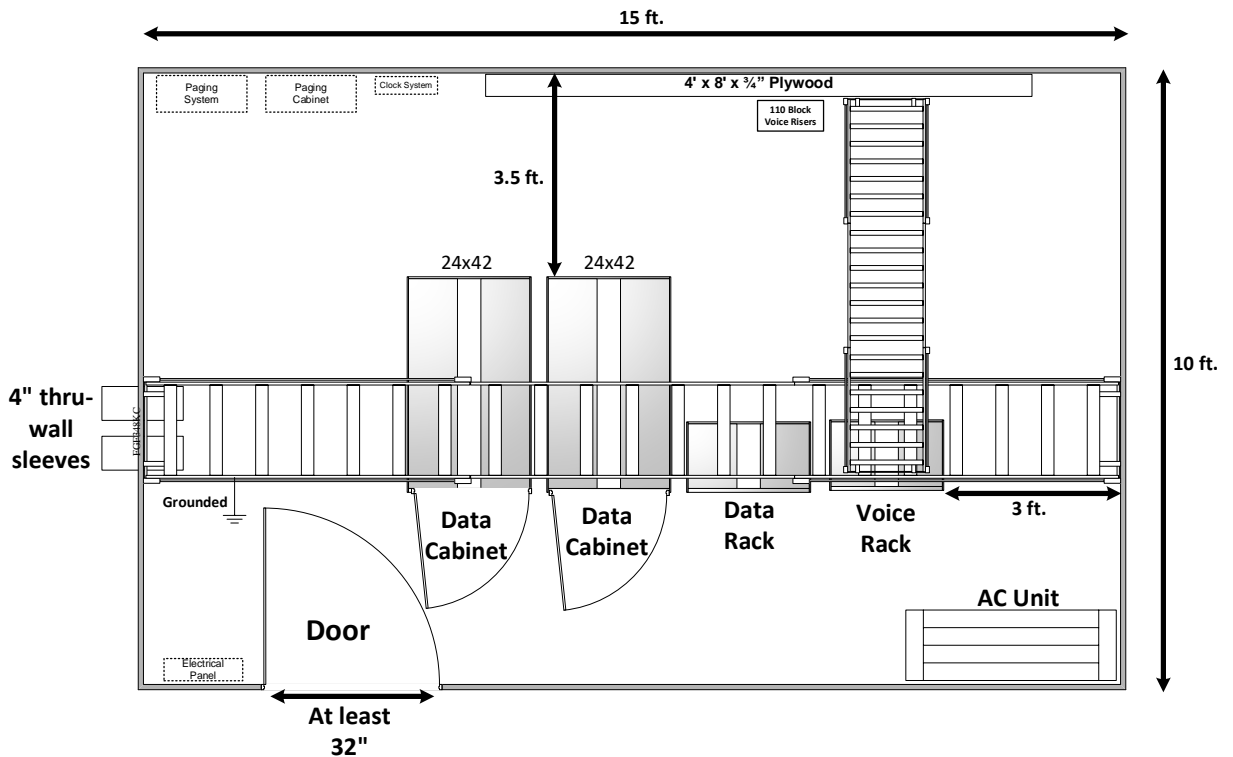 15 ft.
Paging
System
Paging
Cabinet
Clock System
4' x 8' x ¾” Plywood
110 Block
Voice Risers
3.5 ft.
24x42
24x42
10 ft.
4" thru-
wall
sleeves
Grounded
Data
Cabinet
Data
Cabinet
Data
Rack
Voice
Rack
3 ft.
AC Unit
Door
Electrical
Panel
At least
32"